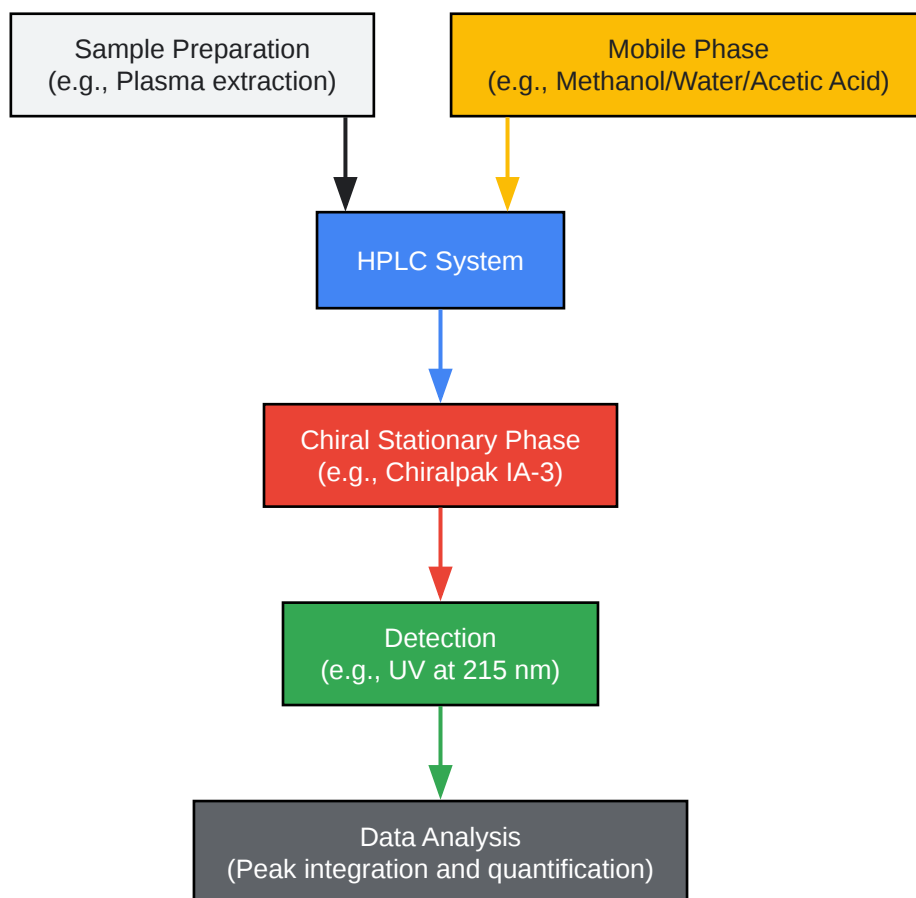 Sample Preparation
(e.g., Plasma extraction)
Mobile Phase
(e.g., Methanol/Water/Acetic Acid)
HPLC System
Chiral Stationary Phase
(e.g., Chiralpak IA-3)
Detection
(e.g., UV at 215 nm)
Data Analysis
(Peak integration and quantification)